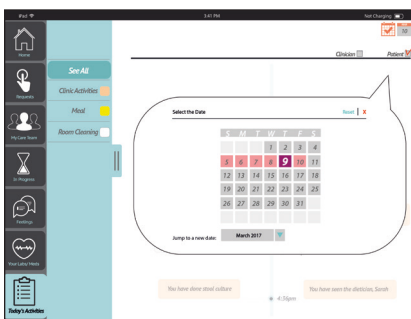 iPad
3:41 PM
Not Charging
10
Clinician
Patient
Home
Requests
My Care Team
In-Progress
Feelings
Your Labs/ Meds
Today's Activities
See All
Clinic Activities
Meal
Room Cleaning
Select the Date
Reset | X
S M T W T F S
1 2 3 4
5 6 7 8 9 10 11
12 13 14 15 16 17 18
19 20 21 22 23 24 25
26 27 28 29 30 31
Jump to a new date:
March 2017
You have done stool culture
You have seen the dietician, Sarah
4:56pm